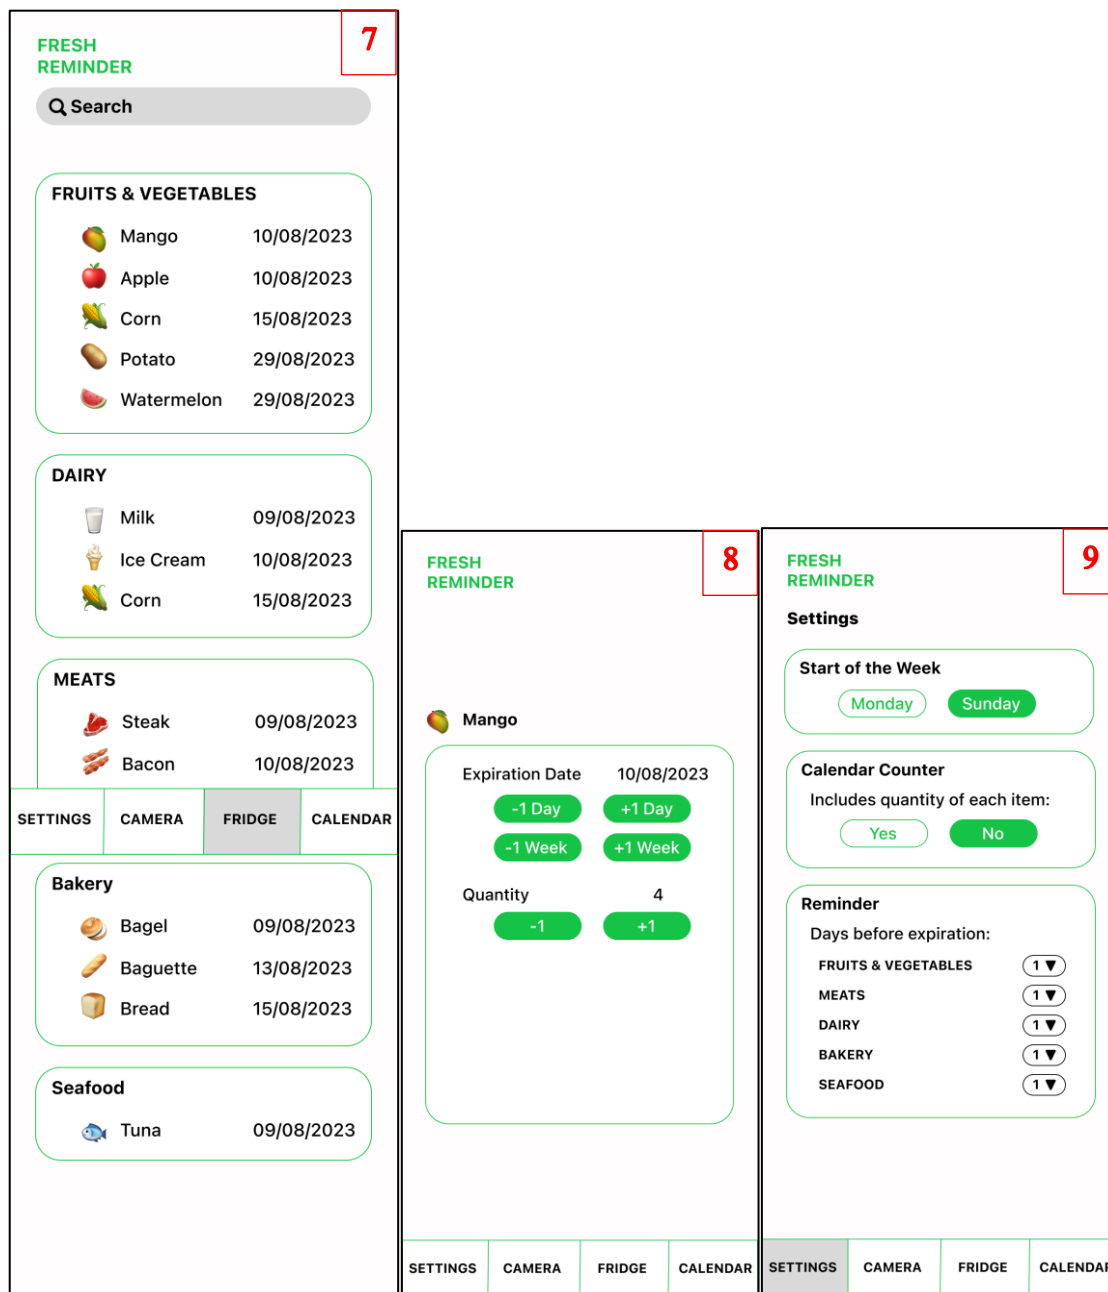 7
FRESH
REMINDER
Search
FRUITS & VEGETABLES
Mango 10/08/2023
Apple 10/08/2023
Corn 15/08/2023
Potato 29/08/2023
Watermelon 29/08/2023
DAIRY
Milk 09/08/2023
Ice Cream 10/08/2023
Corn 15/08/2023
MEATS
Steak 09/08/2023
Bacon 10/08/2023
SETTINGS CAMERA FRIDGE CALENDAR
Bakery
Bagel 09/08/2023
Baguette 13/08/2023
Bread 15/08/2023
Seafood
Tuna 09/08/2023
8
FRESH
REMINDER
Mango
Expiration Date 10/08/2023
-1 Day +1 Day
-1 Week +1 Week
Quantity 4
-1 +1
SETTINGS CAMERA FRIDGE CALENDAR
9
FRESH
REMINDER
Settings
Start of the Week
Monday Sunday
Calendar Counter
Includes quantity of each item:
Yes No
Reminder
Days before expiration:
FRUITS & VEGETABLES 1 ▼
MEATS 1 ▼
DAIRY 1 ▼
BAKERY 1 ▼
SEAFOOD 1 ▼
SETTINGS CAMERA FRIDGE CALENDAR